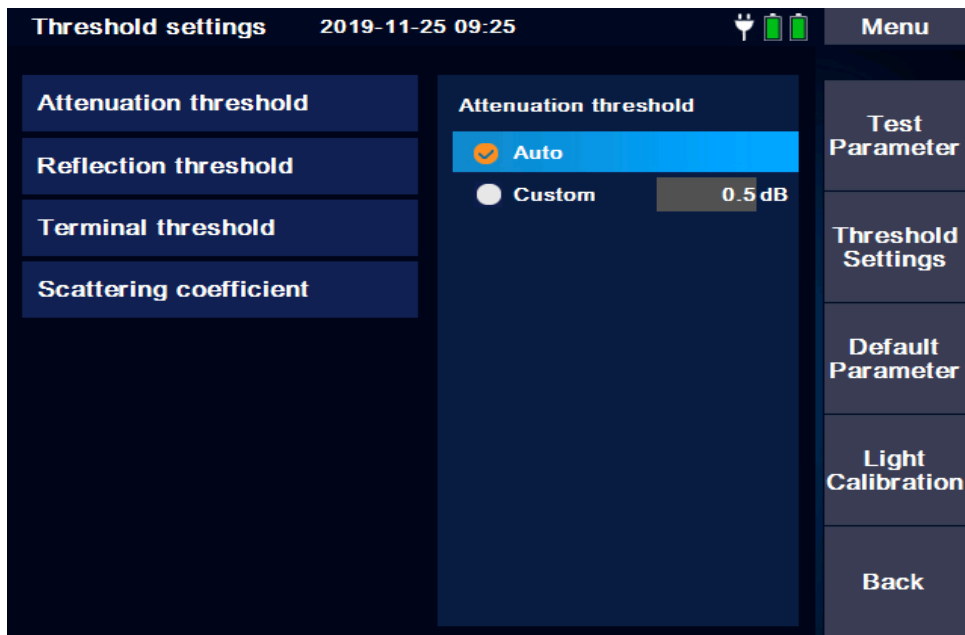 Threshold settings 2019-11-25 09:25
Menu
Attenuation threshold
Reflection threshold
Terminal threshold
Scattering coefficient
Attenuation threshold
Auto
Custom 0.5 dB
Test
Parameter
Threshold
Settings
Default
Parameter
Light
Calibration
Back